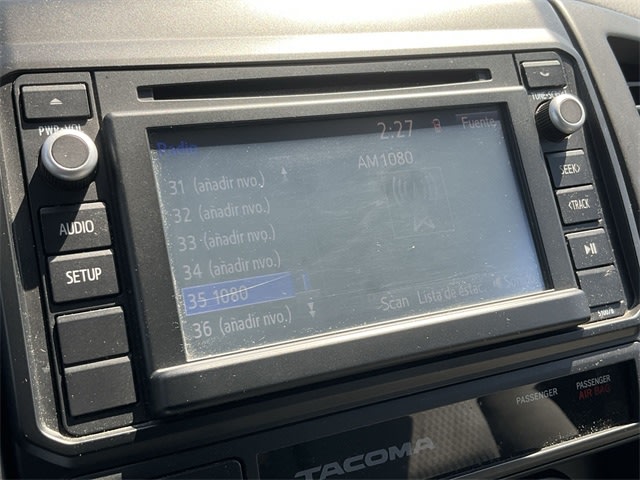 PWR·VOL
AUDIO
SETUP
Radio
2:27
Fuente
AM1080
31 (añadir nvo.)
32 (añadir nvo.)
33 (añadir nvo.)
34 (añadir nvo.)
35 1080
36 (añadir nvo.)
Scan Lista de estac.
SEEK>
<TRACK
510076
PASSENGER
PASSENGER
AIR BAG
TACOMA